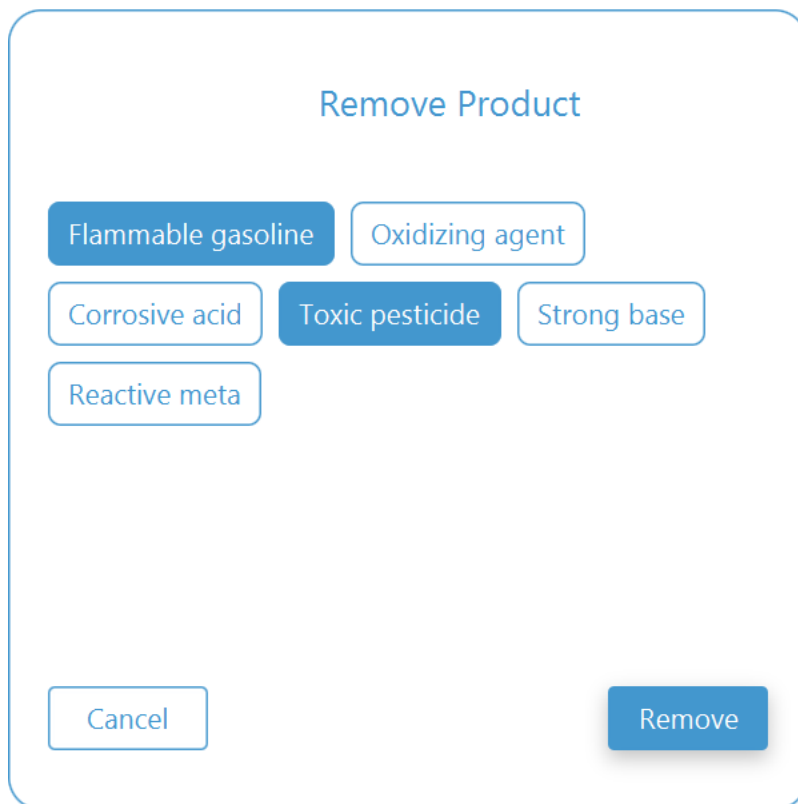 Remove Product
Flammable gasoline Oxidizing agent
Corrosive acid Toxic pesticide Strong base
Reactive meta
Cancel Remove